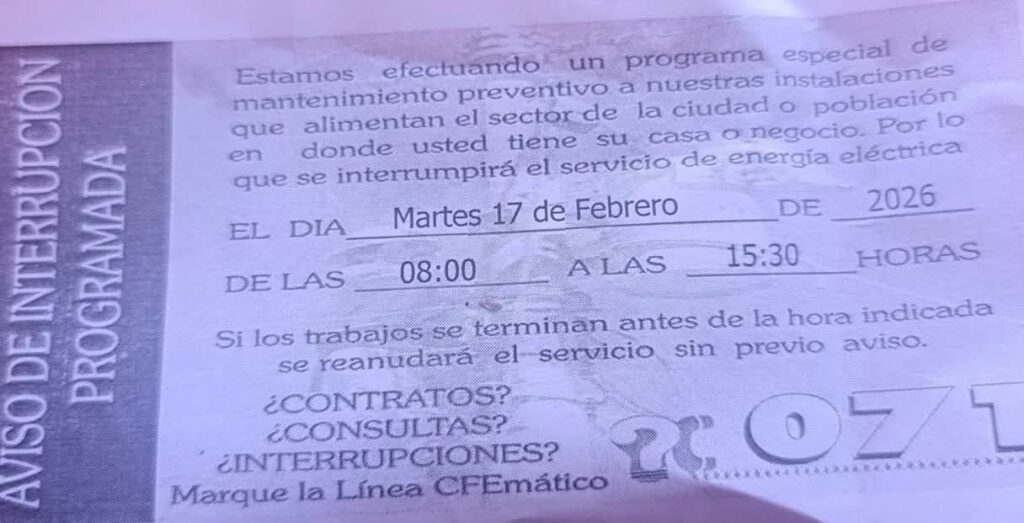 AVISO DE INTERRUPCION
PROGRAMADA
Estamos efectuando un programa especial de
mantenimiento preventivo a nuestras instalaciones
que alimentan el sector de la ciudad o población
en donde usted tiene su casa o negocio. Por lo
que se interrumpirá el servicio de energía eléctrica
EL DIA Martes 17 de Febrero DE 2026
DE LAS 08:00 A LAS 15:30 HORAS
Si los trabajos se terminan antes de la hora indicada
se reanudará el servicio sin previo aviso.
¿CONTRATOS?
¿CONSULTAS?
¿INTERRUPCIONES?
Marque la Línea CFEmático
071